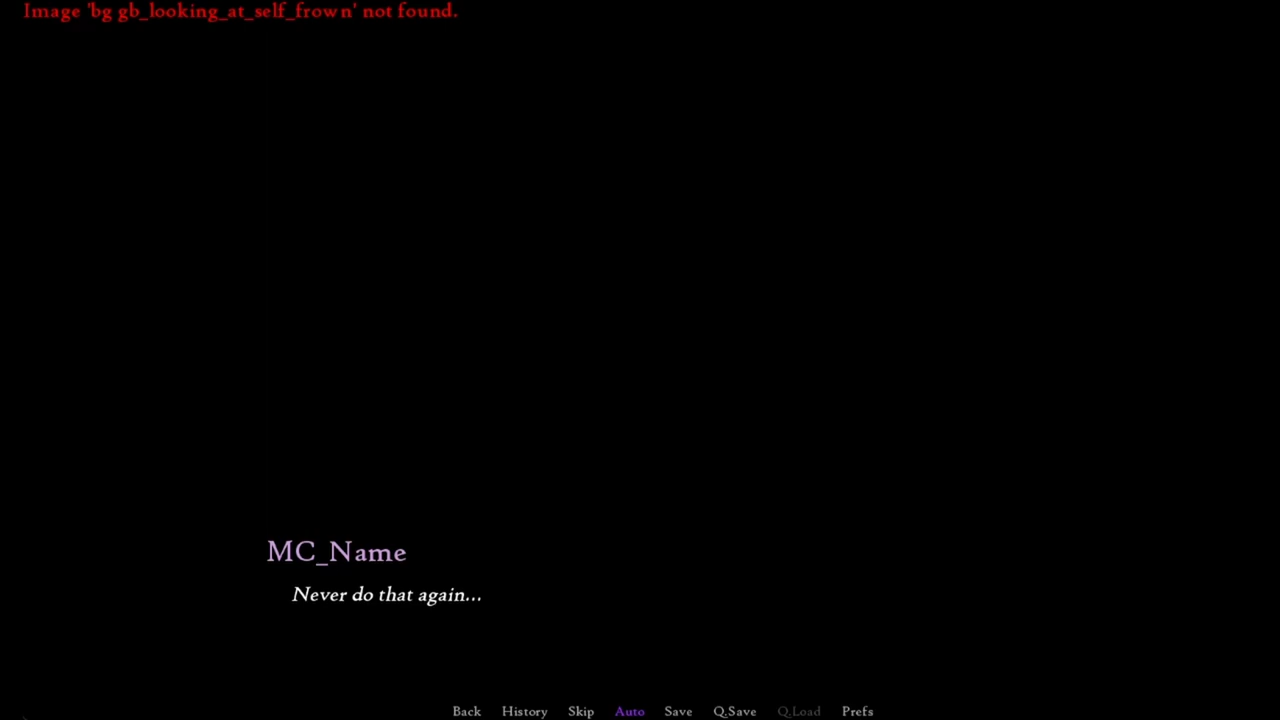 Image 'bg gb_looking_at_self_frown' not found.
MC_Name
Never do that again...
Back History Skip Auto Save Q.Save Q.Load Prefs